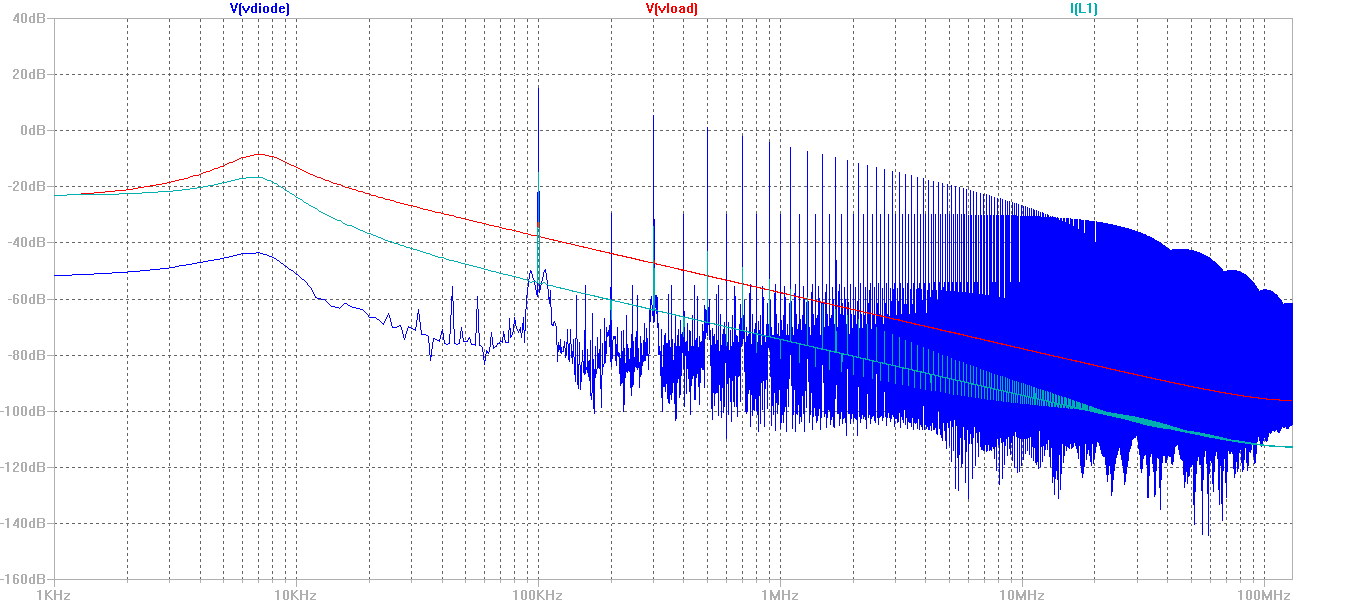 V(vdiode) V(vload) I(L1)
40dB
20dB
0dB
-20dB
-40dB
-60dB
-80dB
-100dB
-120dB
-140dB
-160dB
1KHz 10KHz 100KHz 1MHz 10MHz 100MHz